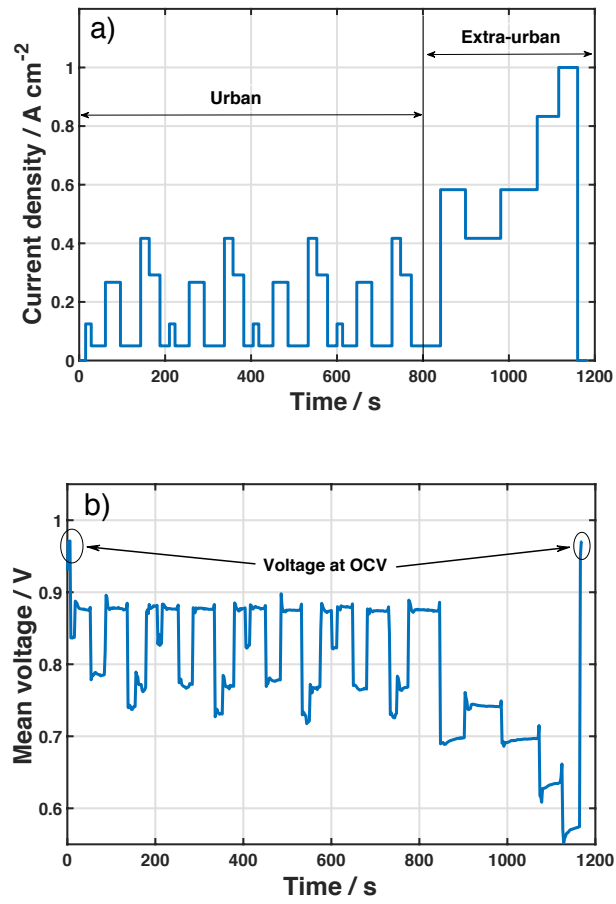 a)
Extra-urban
Urban
Current density / A cm-2
1
0.8
0.6
0.4
0.2
0
0 200 400 600 800 1000 1200
Time / s
b)
Voltage at OCV
Mean voltage / V
1
0.9
0.8
0.7
0.6
0 200 400 600 800 1000 1200
Time / s